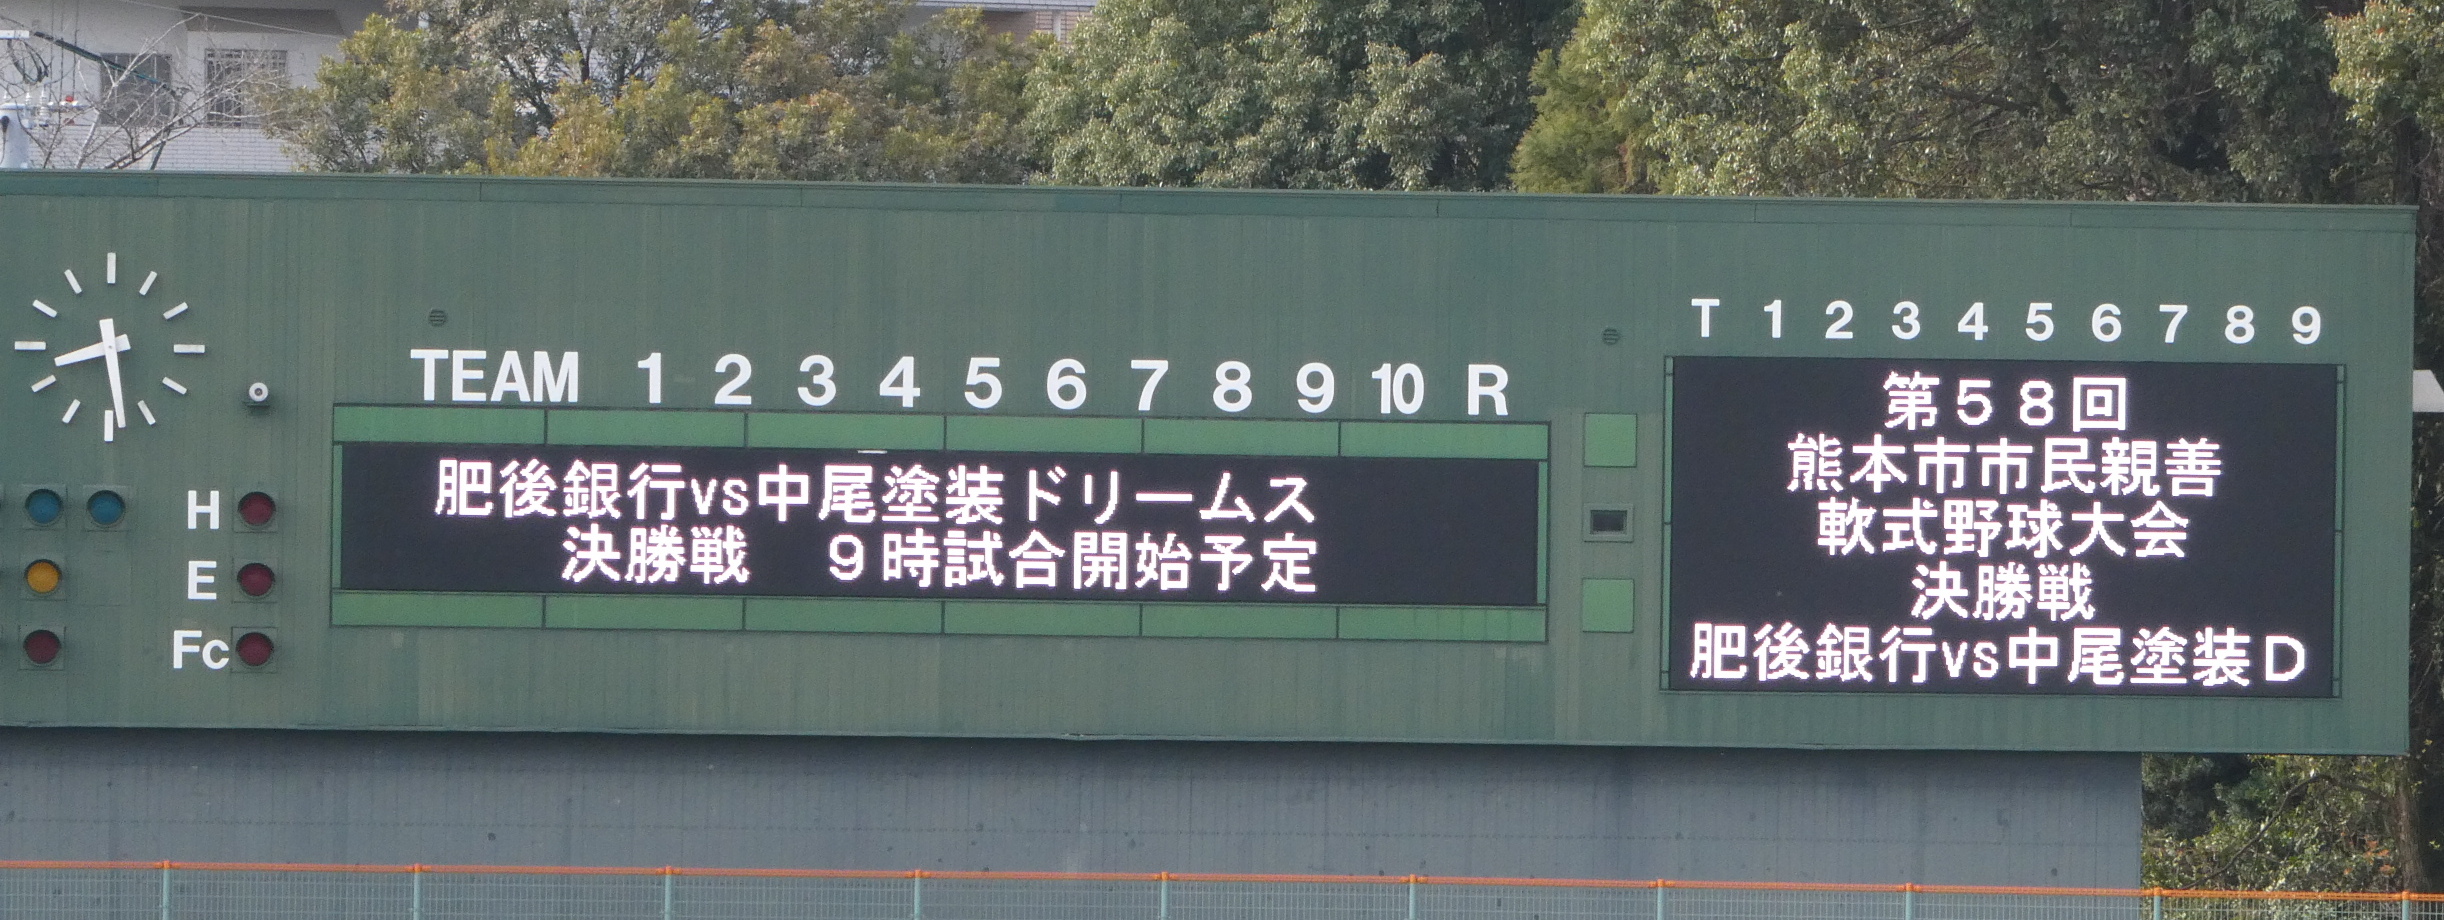 TEAM 1 2 3 4 5 6 7 8 9 10 R
肥後銀行vs中尾塗装ドリームス
決勝戦　９時試合開始予定
H
E
Fc
T 1 2 3 4 5 6 7 8 9
第５８回
熊本市市民親善
軟式野球大会
決勝戦
肥後銀行vs中尾塗装Ｄ